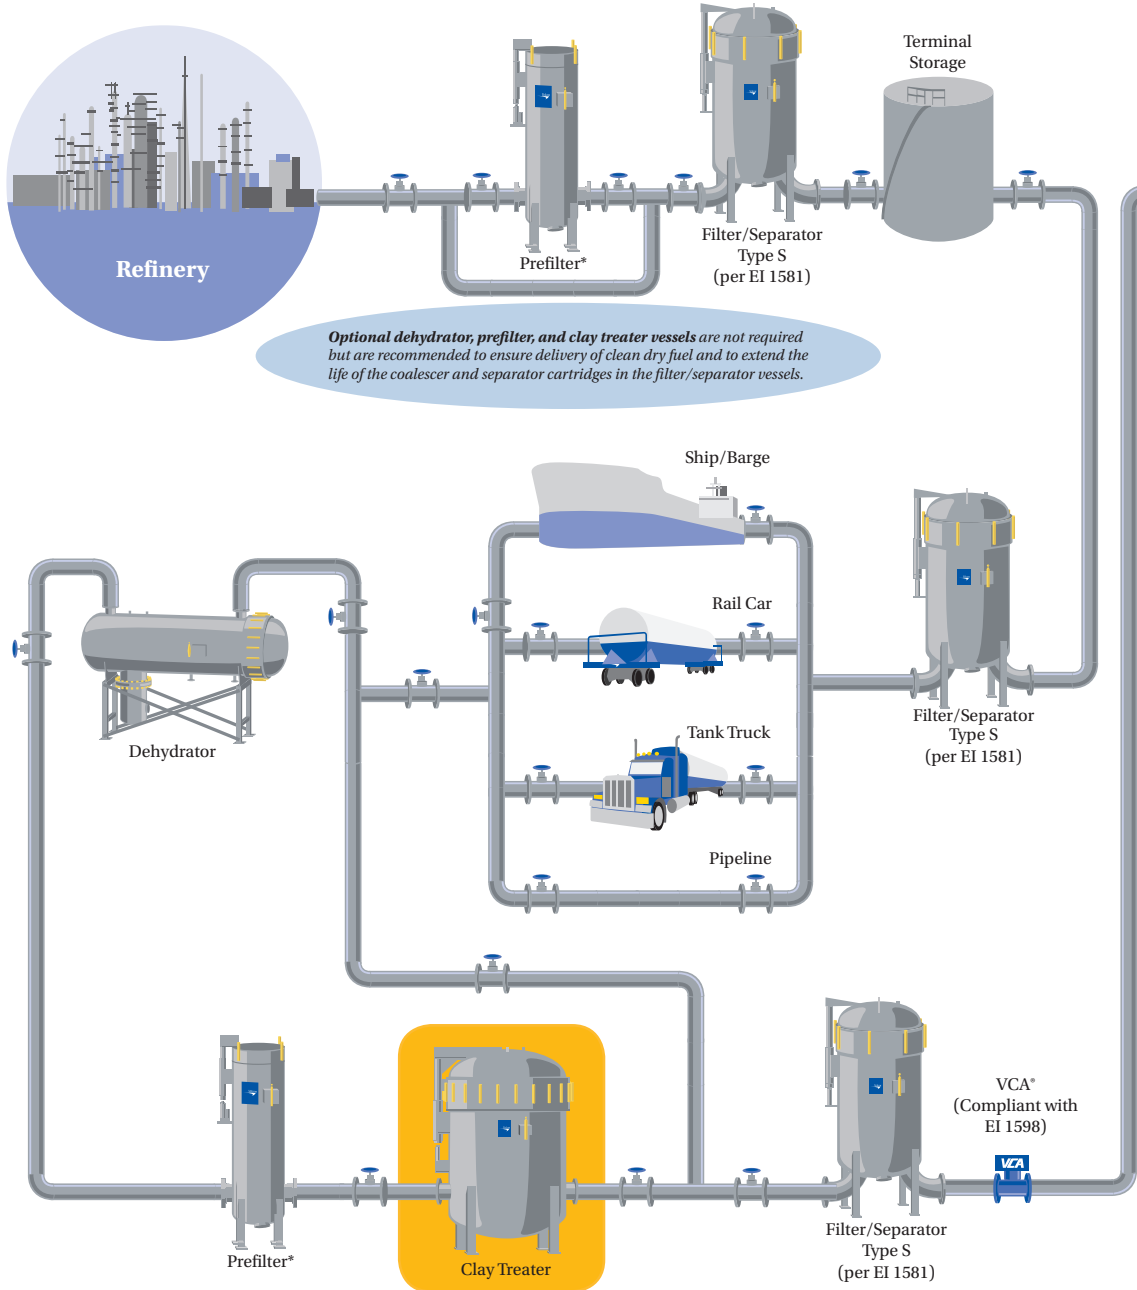 Terminal
Storage
Filter/Separator
Type S
(per EI 1581)
Prefilter*
Refinery
Optional dehydrator, prefilter, and clay treater vessels are not required
but are recommended to ensure delivery of clean dry fuel and to extend the
life of the coalescer and separator cartridges in the filter/separator vessels.
Ship/Barge
Rail Car
Tank Truck
Pipeline
Filter/Separator
Type S
(per EI 1581)
Dehydrator
Prefilter*
Clay Treater
Filter/Separator
Type S
(per EI 1581)
VCA®
(Compliant with
EI 1598)
VCA